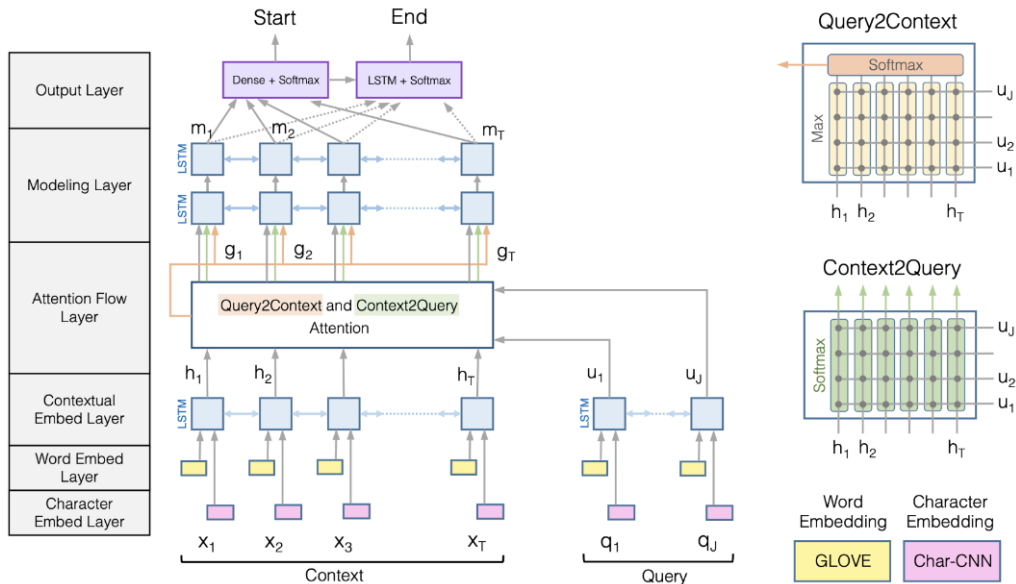 Start
End
Output Layer
Dense + Softmax
LSTM + Softmax
m1
m2
mT
Modeling Layer
LSTM
LSTM
g1
g2
gT
Attention Flow
Layer
Query2Context and Context2Query
Attention
h1
h2
hT
u1
uJ
Contextual
Embed Layer
LSTM
LSTM
Word Embed
Layer
Character
Embed Layer
x1
x2
x3
xT
q1
qJ
Context
Query
Query2Context
Softmax
Max
uJ
u2
u1
h1
h2
hT
Context2Query
Softmax
uJ
u2
u1
h1
h2
hT
Word
Embedding
Character
Embedding
GLOVE
Char-CNN